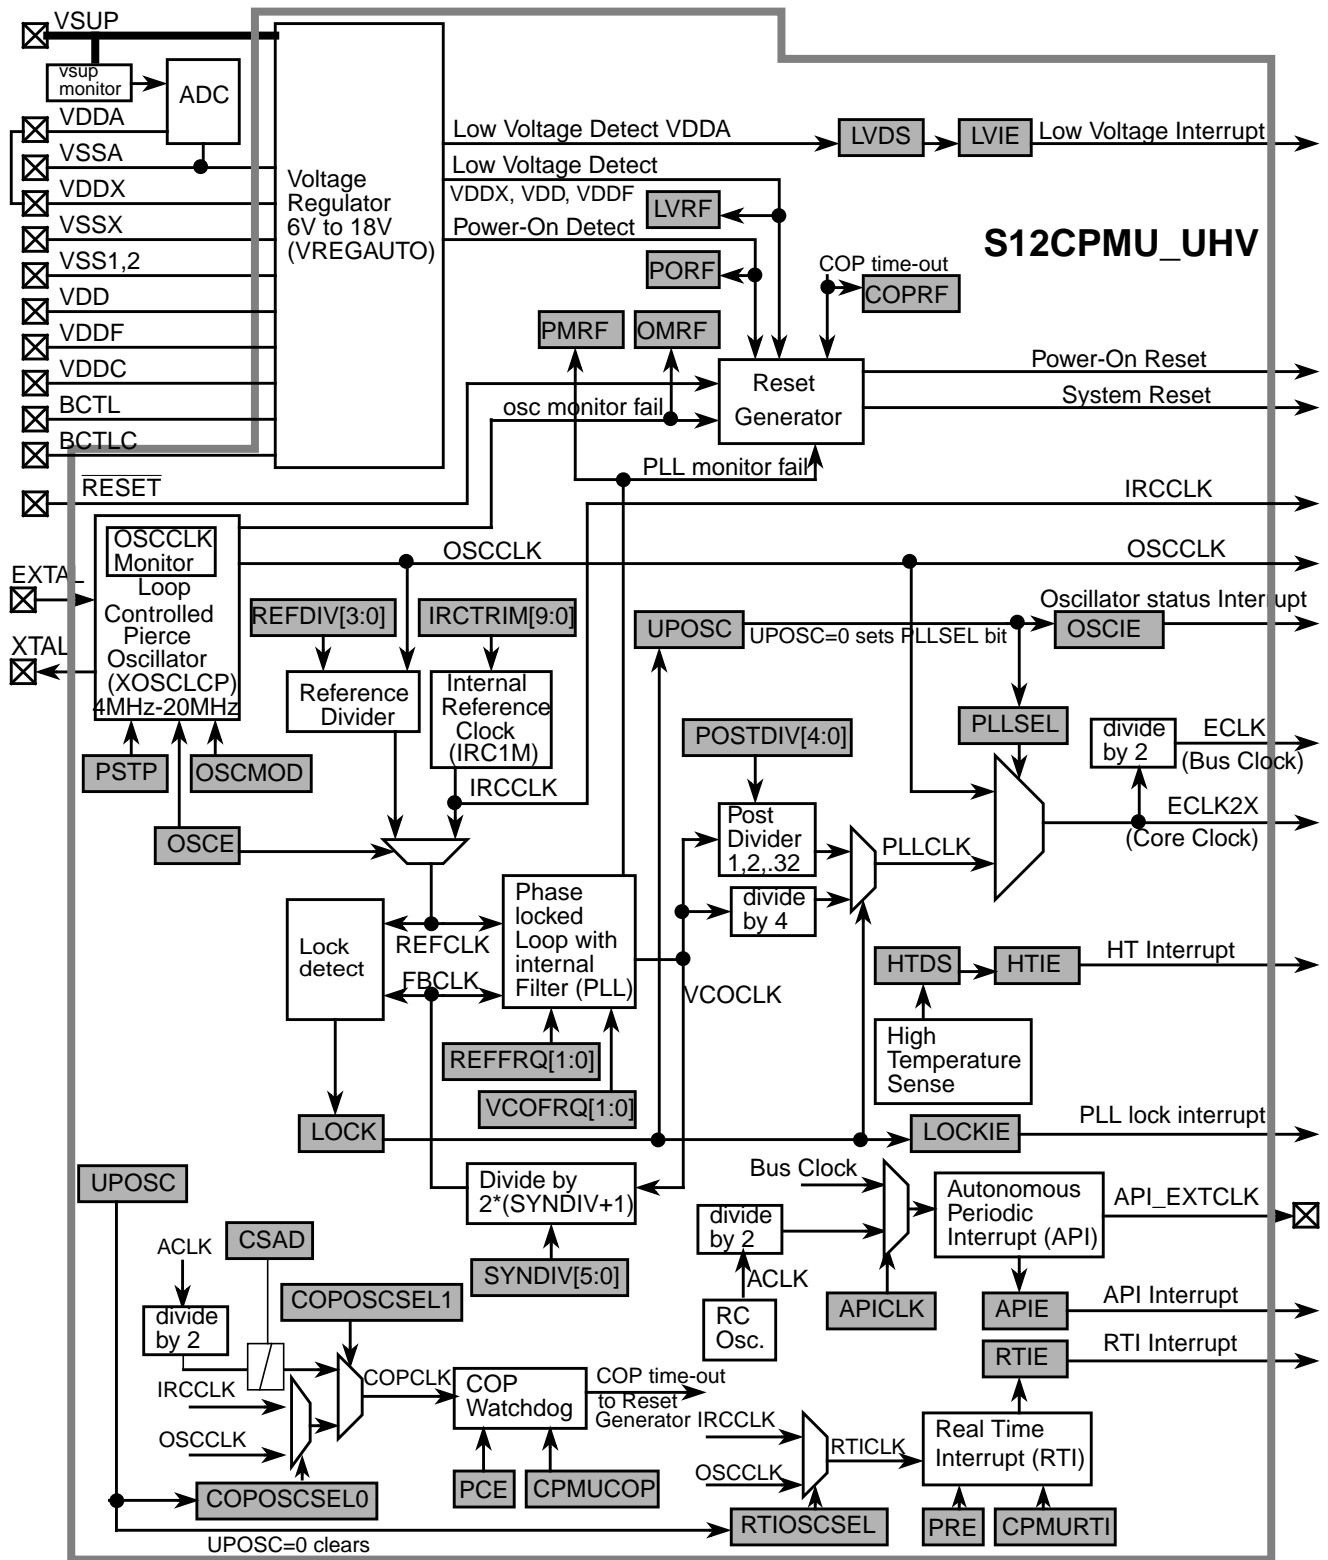 VSUP
vsup
monitor
ADC
VDDA
VSSA
VDDX
VSSX
VSS1,2
VDD
VDDF
VDDC
BCTL
BCTLC
RESET
Voltage
Regulator
6V to 18V
(VREGAUTO)
Low Voltage Detect VDDA
LVDS
LVIE
Low Voltage Interrupt
Low Voltage Detect
VDDX, VDD, VDDF
LVRF
Power-On Detect
PORF
S12CPMU_UHV
COP time-out
COPRF
PMRF
OMRF
osc monitor fail
Reset
Generator
Power-On Reset
System Reset
PLL monitor fail
IRCCLK
OSCCLK
Monitor
Loop
Controlled
Pierce
Oscillator
(XOSCLCP)
4MHz-20MHz
EXTAL
XTAL
OSCCLK
OSCCLK
REFDIV[3:0]
IRCTRIM[9:0]
UPOSC
UPOSC=0 sets PLLSEL bit
Oscillator status Interrupt
OSCIE
Reference
Divider
Internal
Reference
Clock
(IRC1M)
PSTP
OSCMOD
OSCE
IRCCLK
POSTDIV[4:0]
PLLSEL
divide
by 2
ECLK
(Bus Clock)
ECLK2X
(Core Clock)
Post
Divider
1,2,.32
PLLCLK
divide
by 4
Lock
detect
REFCLK
FBCLK
Phase
locked
Loop with
internal
Filter (PLL)
VCOCLK
REFFRQ[1:0]
VCOFRQ[1:0]
HTDS
HTIE
HT Interrupt
High
Temperature
Sense
LOCK
LOCKIE
PLL lock interrupt
UPOSC
Divide by
2*(SYNDIV+1)
SYNDIV[5:0]
Bus Clock
divide
by 2
ACLK
RC
Osc.
APICLK
Autonomous
Periodic
Interrupt (API)
API_EXTCLK
APIE
API Interrupt
RTIE
RTI Interrupt
ACLK
CSAD
divide
by 2
COPOSCSEL1
IRCCLK
OSCCLK
COPCLK
COP
Watchdog
COP time-out
to Reset
Generator
IRCCLK
OSCCLK
RTICLK
Real Time
Interrupt (RTI)
COPOSCSEL0
PCE
CPMUCOP
RTIOSCSEL
PRE
CPMURTI
UPOSC=0 clears